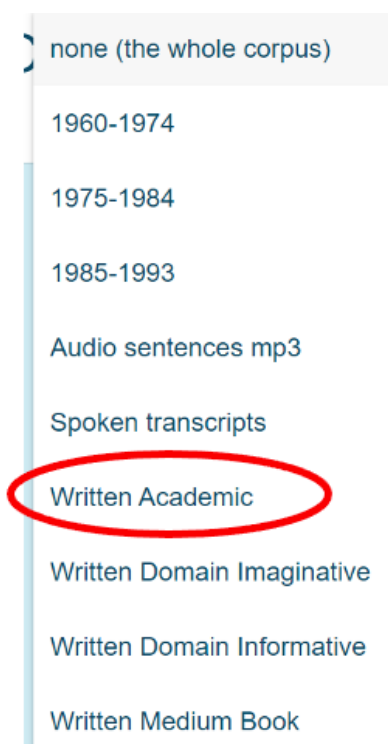 none (the whole corpus)
1960-1974
1975-1984
1985-1993
Audio sentences mp3
Spoken transcripts
Written Academic
Written Domain Imaginative
Written Domain Informative
Written Medium Book